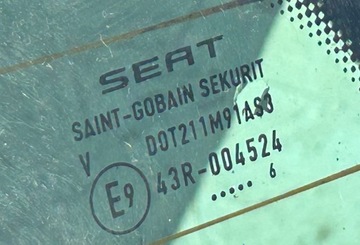 SEAT
SAINT-GOBAIN SEKURIT
V DOT211M91AS3
E9 43R-004524
..... 6